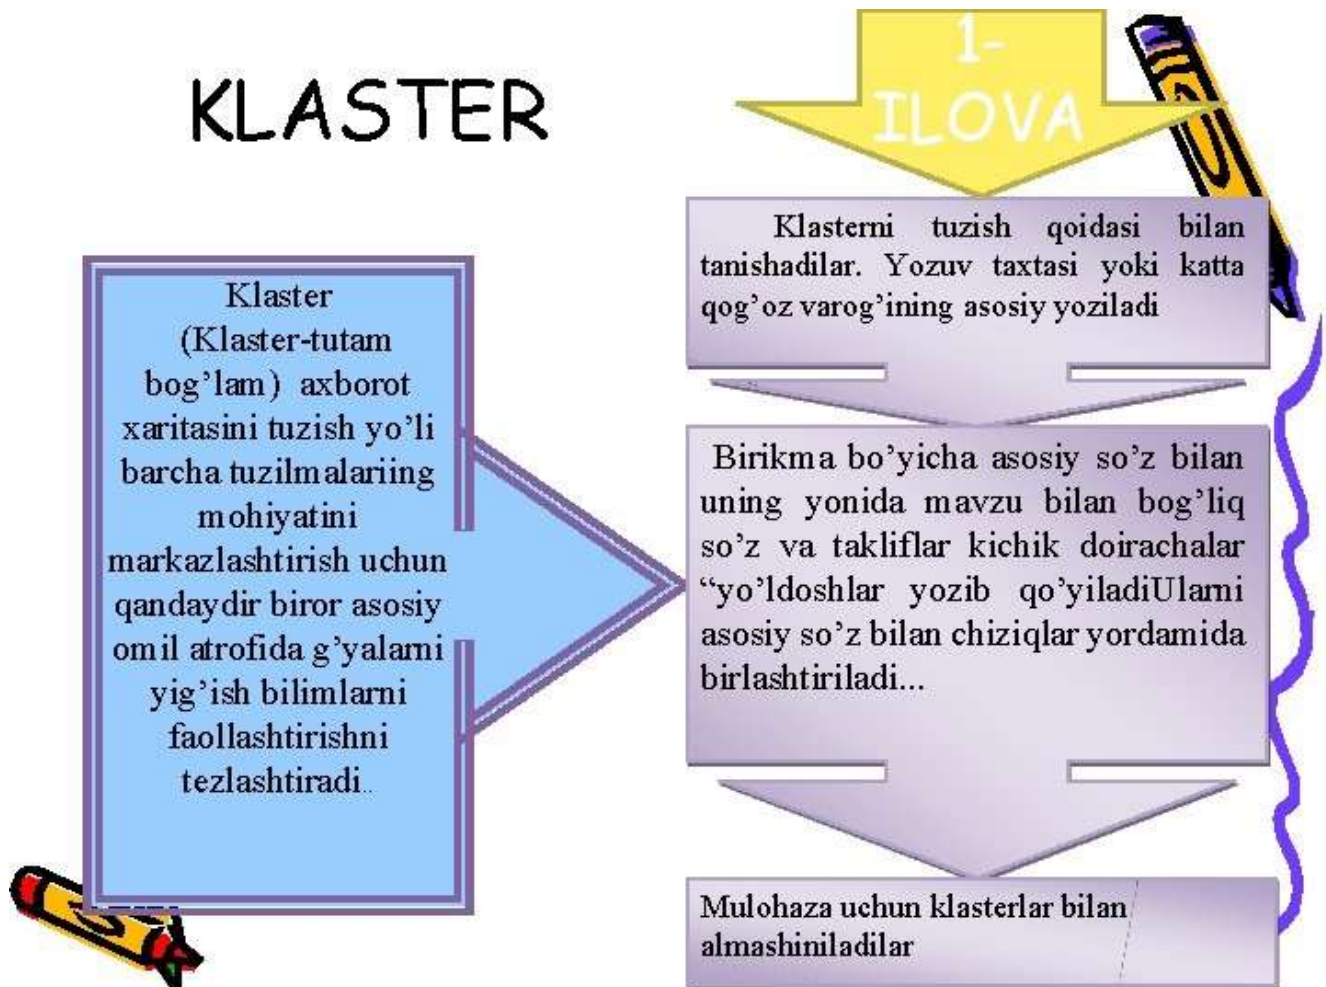 KLASTER
1-
ILOVA
Klaster
(Klaster-tutam
bog’lam) axborot
xaritasini tuzish yo’li
barcha tuzilmalariing
mohiyatini
markazlashtirish uchun
qandaydir biror asosiy
omil atrofida g’yalarni
yig’ish bilimlarni
faollashtirishni
tezlashtiradi..
Klasterni tuzish qoidasi bilan
tanishadilar. Yozuv taxtasi yoki katta
qog’oz varog’ining asosiy yoziladi
Birikma bo’yicha asosiy so’z bilan
uning yonida mavzu bilan bog’liq
so’z va takliflar kichik doirachalar
“yo’ldoshlar yozib qo’yiladiUlarni
asosiy so’z bilan chiziqlar yordamida
birlashtiriladi...
Mulohaza uchun klasterlar bilan
almashiniladilar